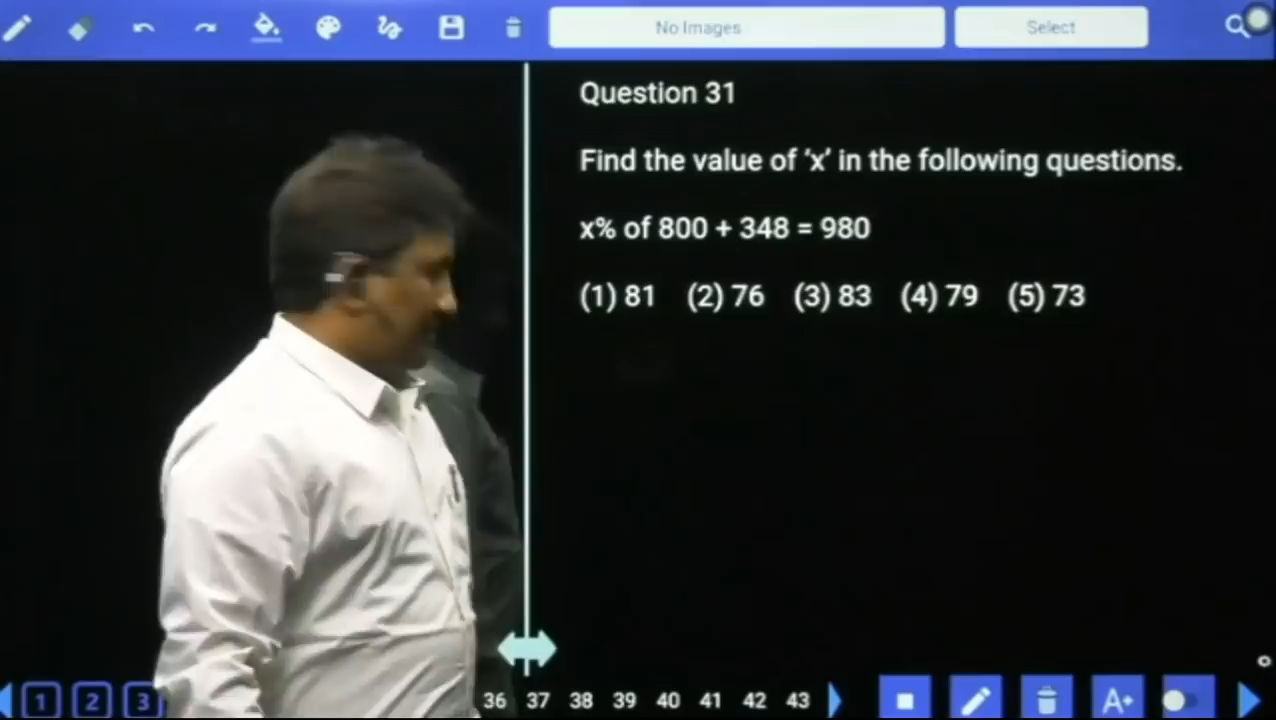 No Images Select
Question 31
Find the value of ‘x’ in the following questions.
x% of 800 + 348 = 980
(1) 81 (2) 76 (3) 83 (4) 79 (5) 73
1 2 3 36 37 38 39 40 41 42 43 A+